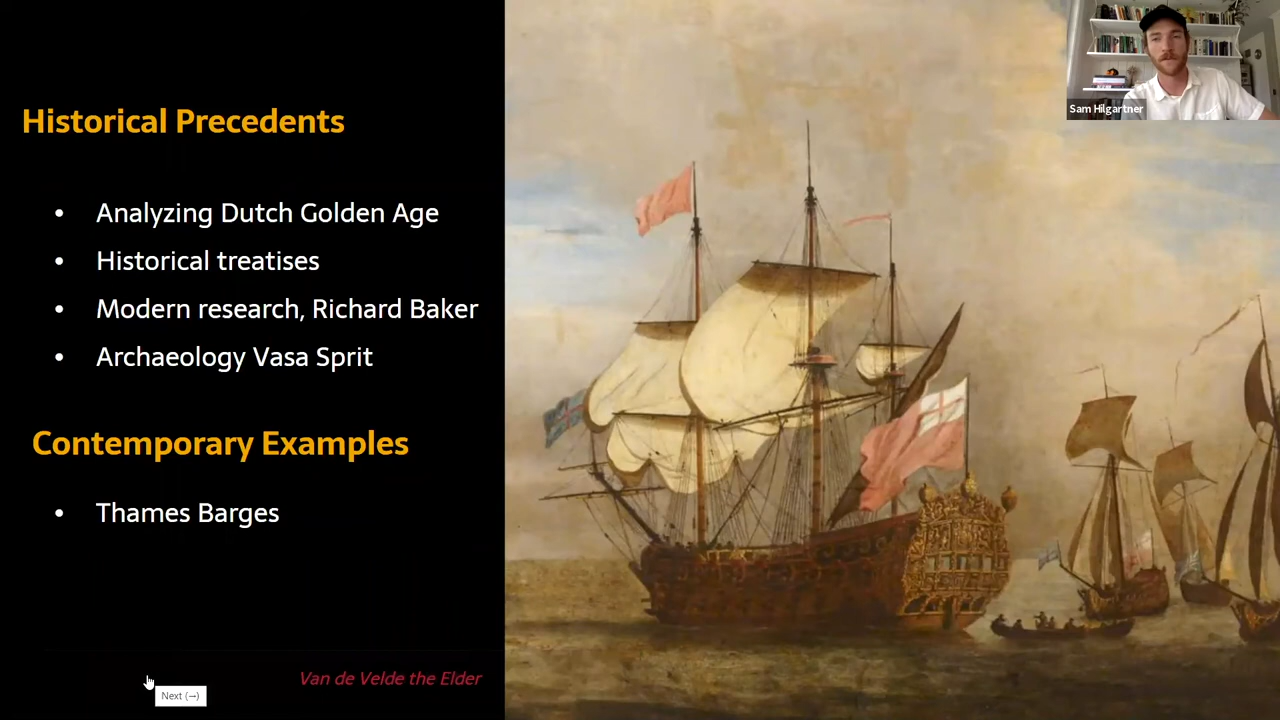 Historical Precedents
• Analyzing Dutch Golden Age
• Historical treatises
• Modern research, Richard Baker
• Archaeology Vasa Sprit
Contemporary Examples
• Thames Barges
Van de Velde the Elder
Next (→)
Sam Hilgartner